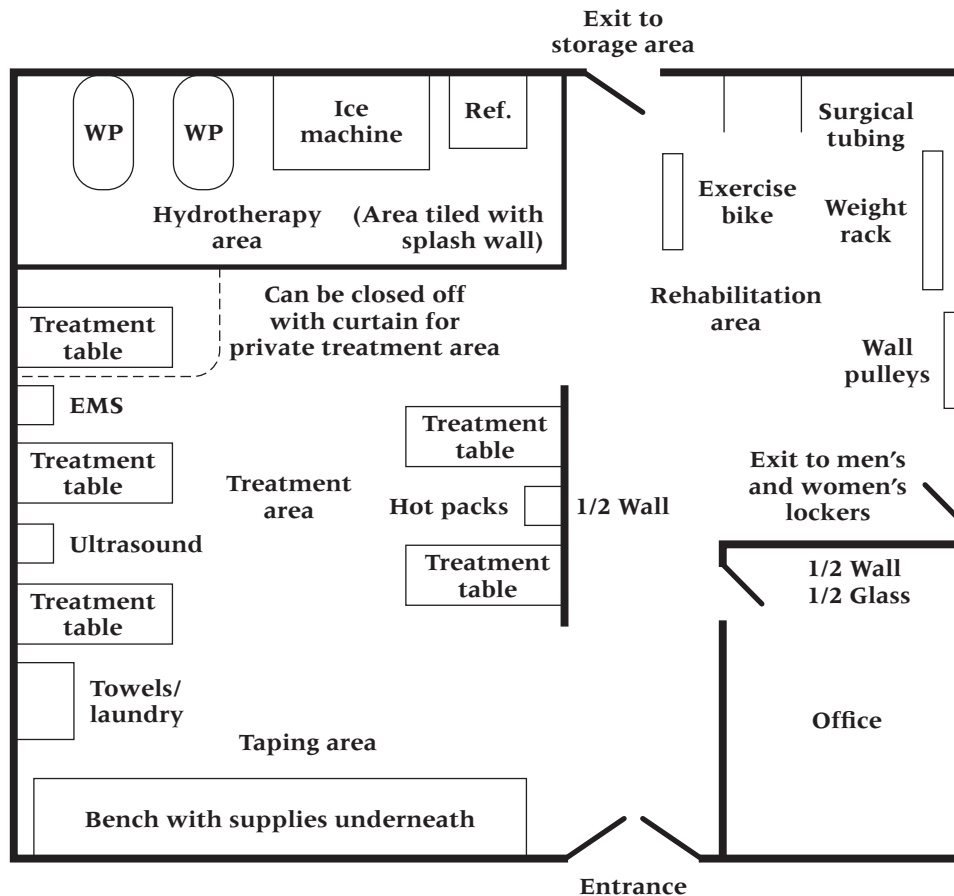 Exit to
storage area
WP
WP
Ice
machine
Ref.
Surgical
tubing
Hydrotherapy
area
(Area tiled with
splash wall)
Exercise
bike
Weight
rack
Can be closed off
with curtain for
private treatment area
Rehabilitation
area
Treatment
table
Wall
pulleys
EMS
Treatment
table
Treatment
table
Treatment
area
Hot packs
1/2 Wall
Exit to men’s
and women’s
lockers
Ultrasound
Treatment
table
1/2 Wall
1/2 Glass
Treatment
table
Towels/
laundry
Office
Taping area
Bench with supplies underneath
Entrance